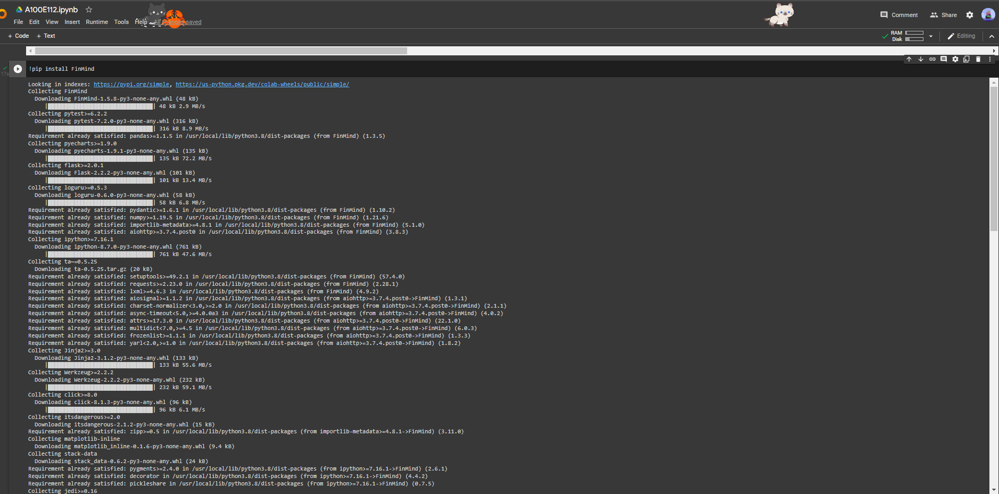 A100E112.ipynb
File Edit View Insert Runtime Tools Help All changes saved
Comment Share
+ Code + Text
RAM
Disk
Editing
17s
!pip install FinMind
Looking in indexes: https://pypi.org/simple, https://us-python.pkg.dev/colab-wheels/public/simple/
Collecting FinMind
Downloading FinMind-1.5.8-py3-none-any.whl (48 kB)
48 kB 2.9 MB/s
Collecting pytest>=6.2.2
Downloading pytest-7.2.0-py3-none-any.whl (316 kB)
316 kB 8.9 MB/s
Requirement already satisfied: pandas>=1.1.5 in /usr/local/lib/python3.8/dist-packages (from FinMind) (1.3.5)
Collecting pyecharts>=1.9.0
Downloading pyecharts-1.9.1-py3-none-any.whl (135 kB)
135 kB 72.2 MB/s
Collecting flask>=2.0.1
Downloading Flask-2.2.2-py3-none-any.whl (101 kB)
101 kB 13.4 MB/s
Collecting loguru>=0.5.3
Downloading loguru-0.6.0-py3-none-any.whl (58 kB)
58 kB 6.8 MB/s
Requirement already satisfied: pydantic>=1.6.1 in /usr/local/lib/python3.8/dist-packages (from FinMind) (1.10.2)
Requirement already satisfied: numpy>=1.19.5 in /usr/local/lib/python3.8/dist-packages (from FinMind) (1.21.6)
Requirement already satisfied: importlib-metadata>=4.8.1 in /usr/local/lib/python3.8/dist-packages (from FinMind) (5.1.0)
Requirement already satisfied: aiohttp>=3.7.4.post0 in /usr/local/lib/python3.8/dist-packages (from FinMind) (3.8.3)
Collecting ipython>=7.16.1
Downloading ipython-8.7.0-py3-none-any.whl (761 kB)
761 kB 47.6 MB/s
Collecting ta~=0.5.25
Downloading ta-0.5.25.tar.gz (20 kB)
Requirement already satisfied: setuptools>=49.2.1 in /usr/local/lib/python3.8/dist-packages (from FinMind) (57.4.0)
Requirement already satisfied: requests>=2.23.0 in /usr/local/lib/python3.8/dist-packages (from FinMind) (2.28.1)
Requirement already satisfied: lxml>=4.6.3 in /usr/local/lib/python3.8/dist-packages (from FinMind) (4.9.2)
Requirement already satisfied: aiosignal>=1.1.2 in /usr/local/lib/python3.8/dist-packages (from aiohttp>=3.7.4.post0->FinMind) (1.3.1)
Requirement already satisfied: charset-normalizer<3.0,>=2.0 in /usr/local/lib/python3.8/dist-packages (from aiohttp>=3.7.4.post0->FinMind) (2.1.1)
Requirement already satisfied: async-timeout<5.0,>=4.0.0a3 in /usr/local/lib/python3.8/dist-packages (from aiohttp>=3.7.4.post0->FinMind) (4.0.2)
Requirement already satisfied: attrs>=17.3.0 in /usr/local/lib/python3.8/dist-packages (from aiohttp>=3.7.4.post0->FinMind) (22.1.0)
Requirement already satisfied: multidict<7.0,>=4.5 in /usr/local/lib/python3.8/dist-packages (from aiohttp>=3.7.4.post0->FinMind) (6.0.3)
Requirement already satisfied: frozenlist>=1.1.1 in /usr/local/lib/python3.8/dist-packages (from aiohttp>=3.7.4.post0->FinMind) (1.3.3)
Requirement already satisfied: yarl<2.0,>=1.0 in /usr/local/lib/python3.8/dist-packages (from aiohttp>=3.7.4.post0->FinMind) (1.8.2)
Collecting Jinja2>=3.0
Downloading Jinja2-3.1.2-py3-none-any.whl (133 kB)
133 kB 55.6 MB/s
Collecting Werkzeug>=2.2.2
Downloading Werkzeug-2.2.2-py3-none-any.whl (232 kB)
232 kB 59.1 MB/s
Collecting click>=8.0
Downloading click-8.1.3-py3-none-any.whl (96 kB)
96 kB 6.1 MB/s
Collecting itsdangerous>=2.0
Downloading itsdangerous-2.1.2-py3-none-any.whl (15 kB)
Requirement already satisfied: zipp>=0.5 in /usr/local/lib/python3.8/dist-packages (from importlib-metadata>=4.8.1->FinMind) (3.11.0)
Collecting matplotlib-inline
Downloading matplotlib_inline-0.1.6-py3-none-any.whl (9.4 kB)
Collecting stack-data
Downloading stack_data-0.6.2-py3-none-any.whl (24 kB)
Requirement already satisfied: pygments>=2.4.0 in /usr/local/lib/python3.8/dist-packages (from ipython>=7.16.1->FinMind) (2.6.1)
Requirement already satisfied: decorator in /usr/local/lib/python3.8/dist-packages (from ipython>=7.16.1->FinMind) (4.4.2)
Requirement already satisfied: pickleshare in /usr/local/lib/python3.8/dist-packages (from ipython>=7.16.1->FinMind) (0.7.5)
Collecting jedi>=0.16